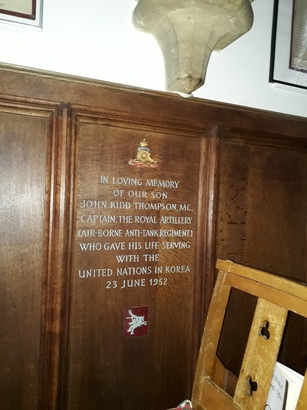 IN LOVING MEMORY
OF OUR SON
JOHN KIDD THOMPSON, M.C.
CAPTAIN, THE ROYAL ARTILLERY
(AIR-BORNE ANTI-TANK REGIMENT)
WHO GAVE HIS LIFE SERVING
WITH THE
UNITED NATIONS IN KOREA
23 JUNE 1952